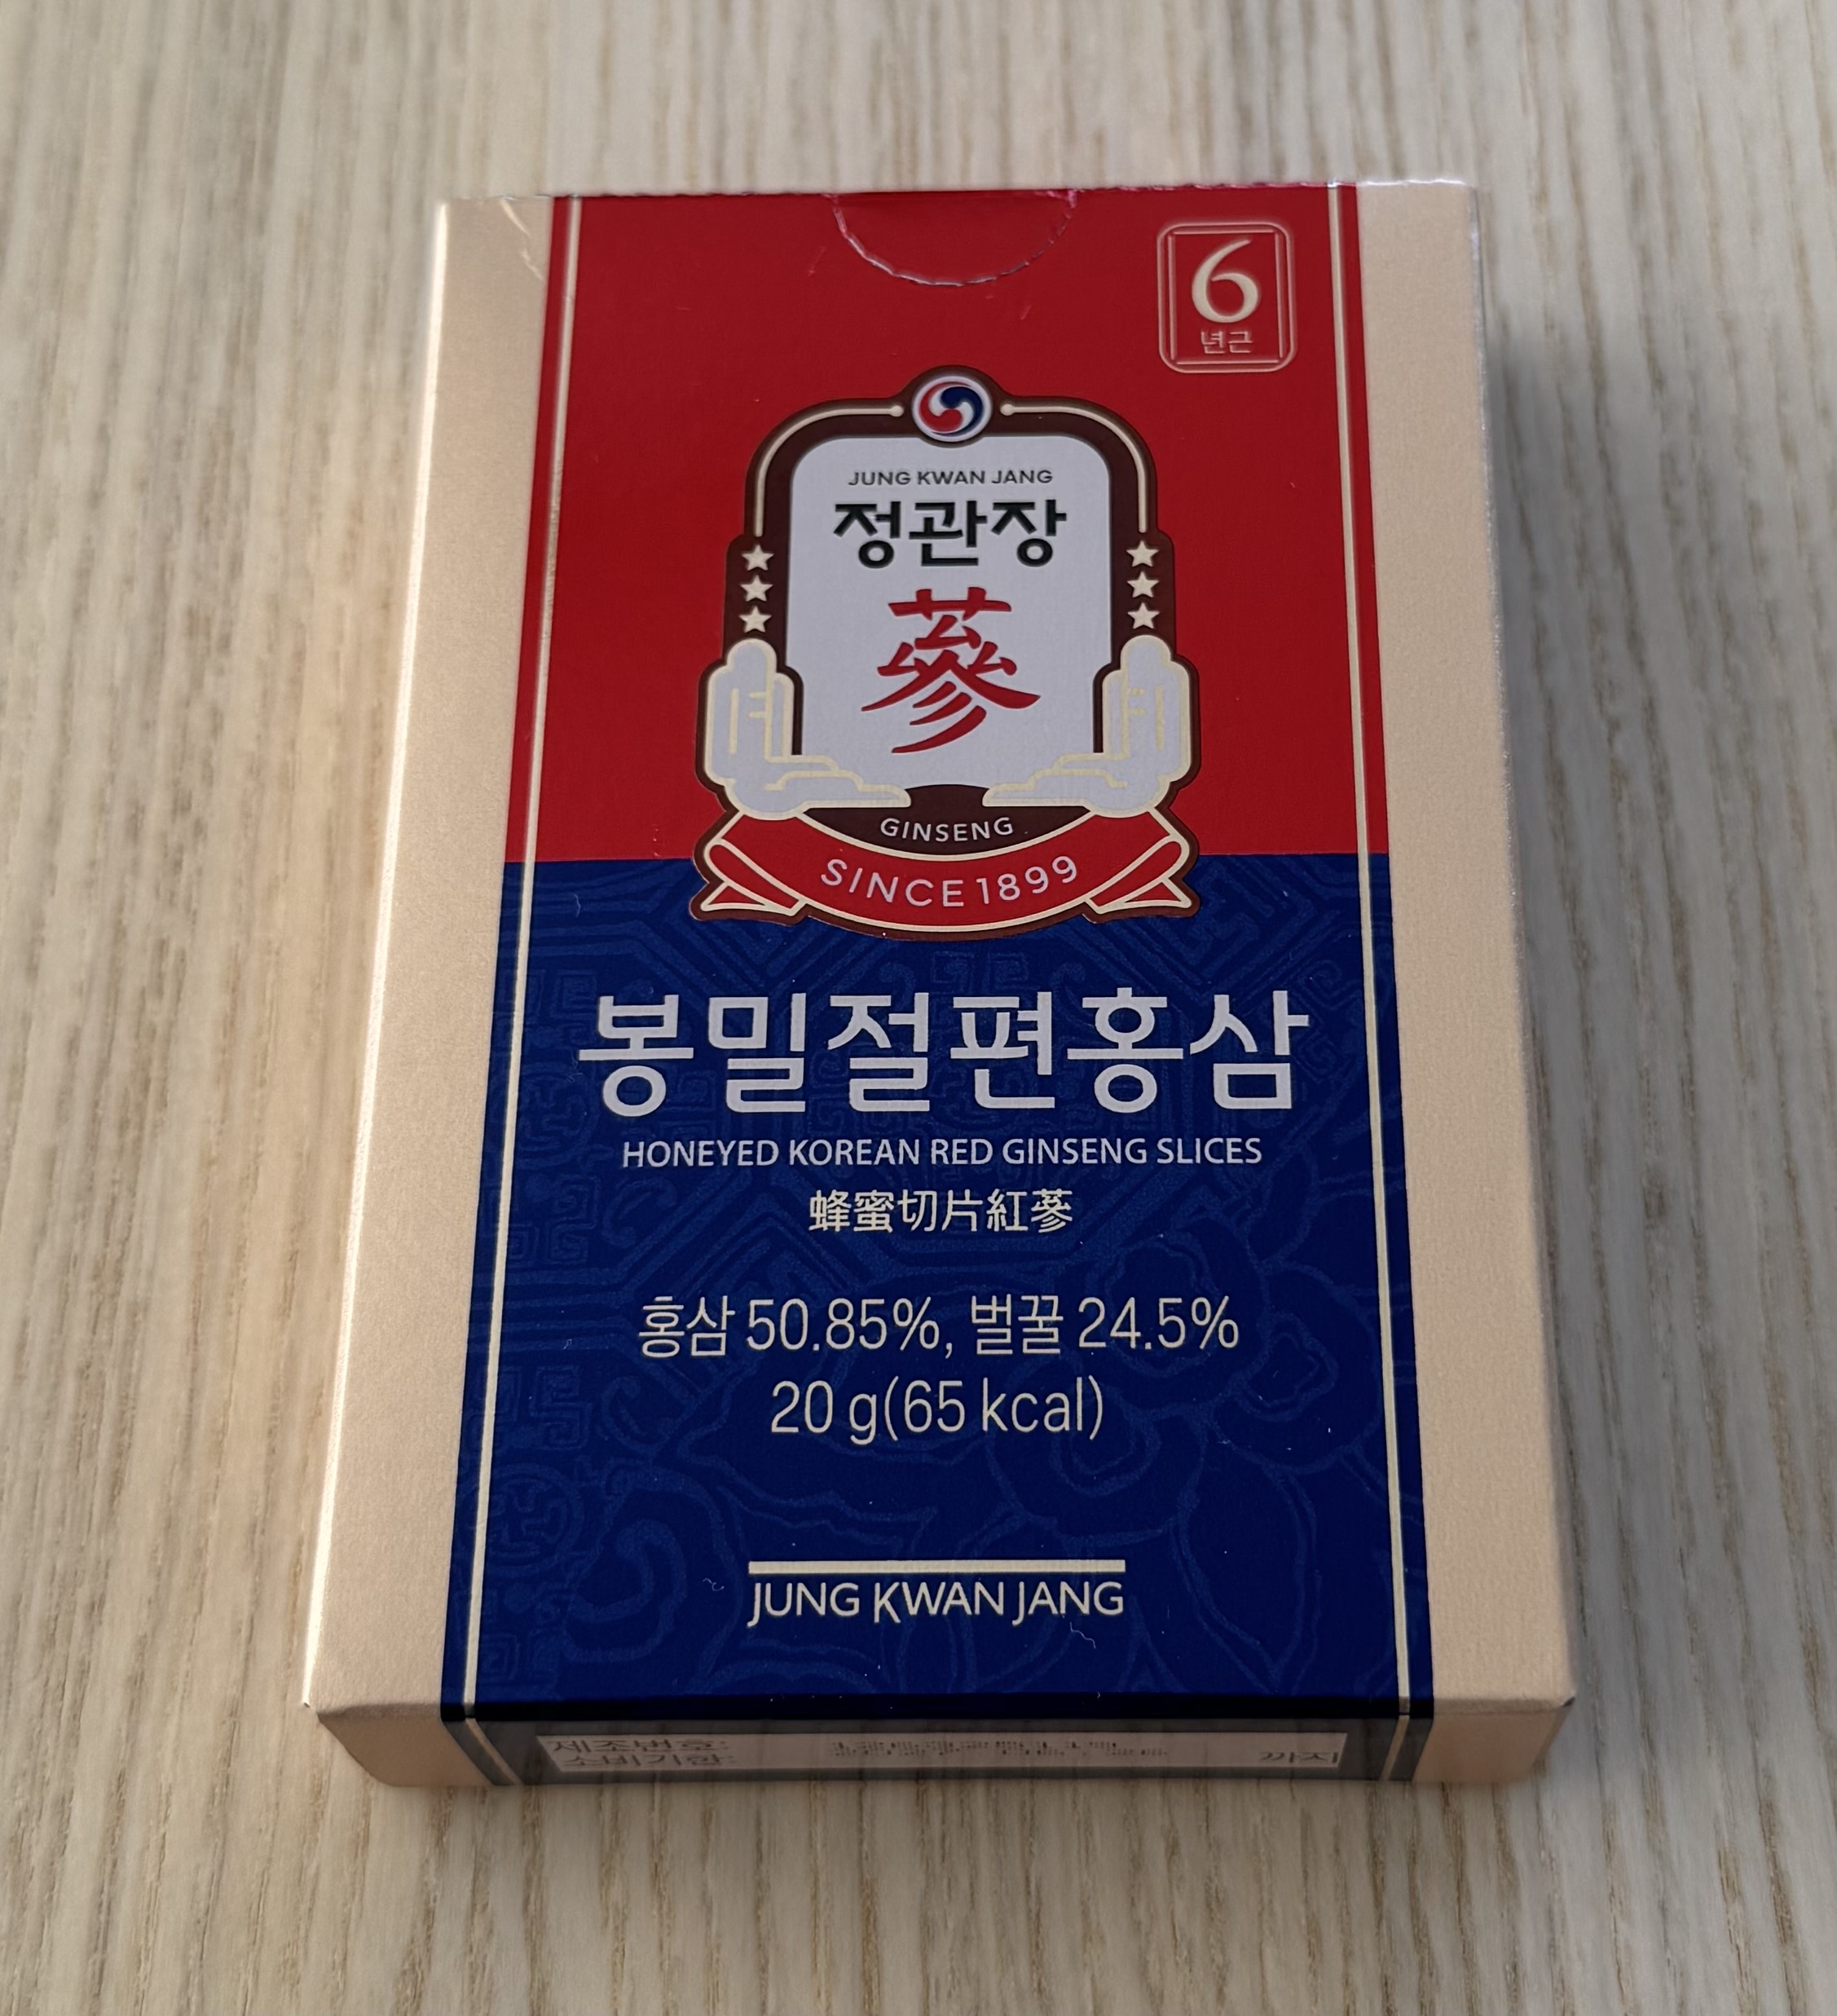 6
년근
JUNG KWAN JANG
정관장
蔘
GINSENG
SINCE 1899
봉밀절편홍삼
HONEYED KOREAN RED GINSENG SLICES
蜂蜜切片紅蔘
홍삼 50.85%, 벌꿀 24.5%
20 g(65 kcal)
JUNG KWAN JANG
제조번호:
소비기한: 까지